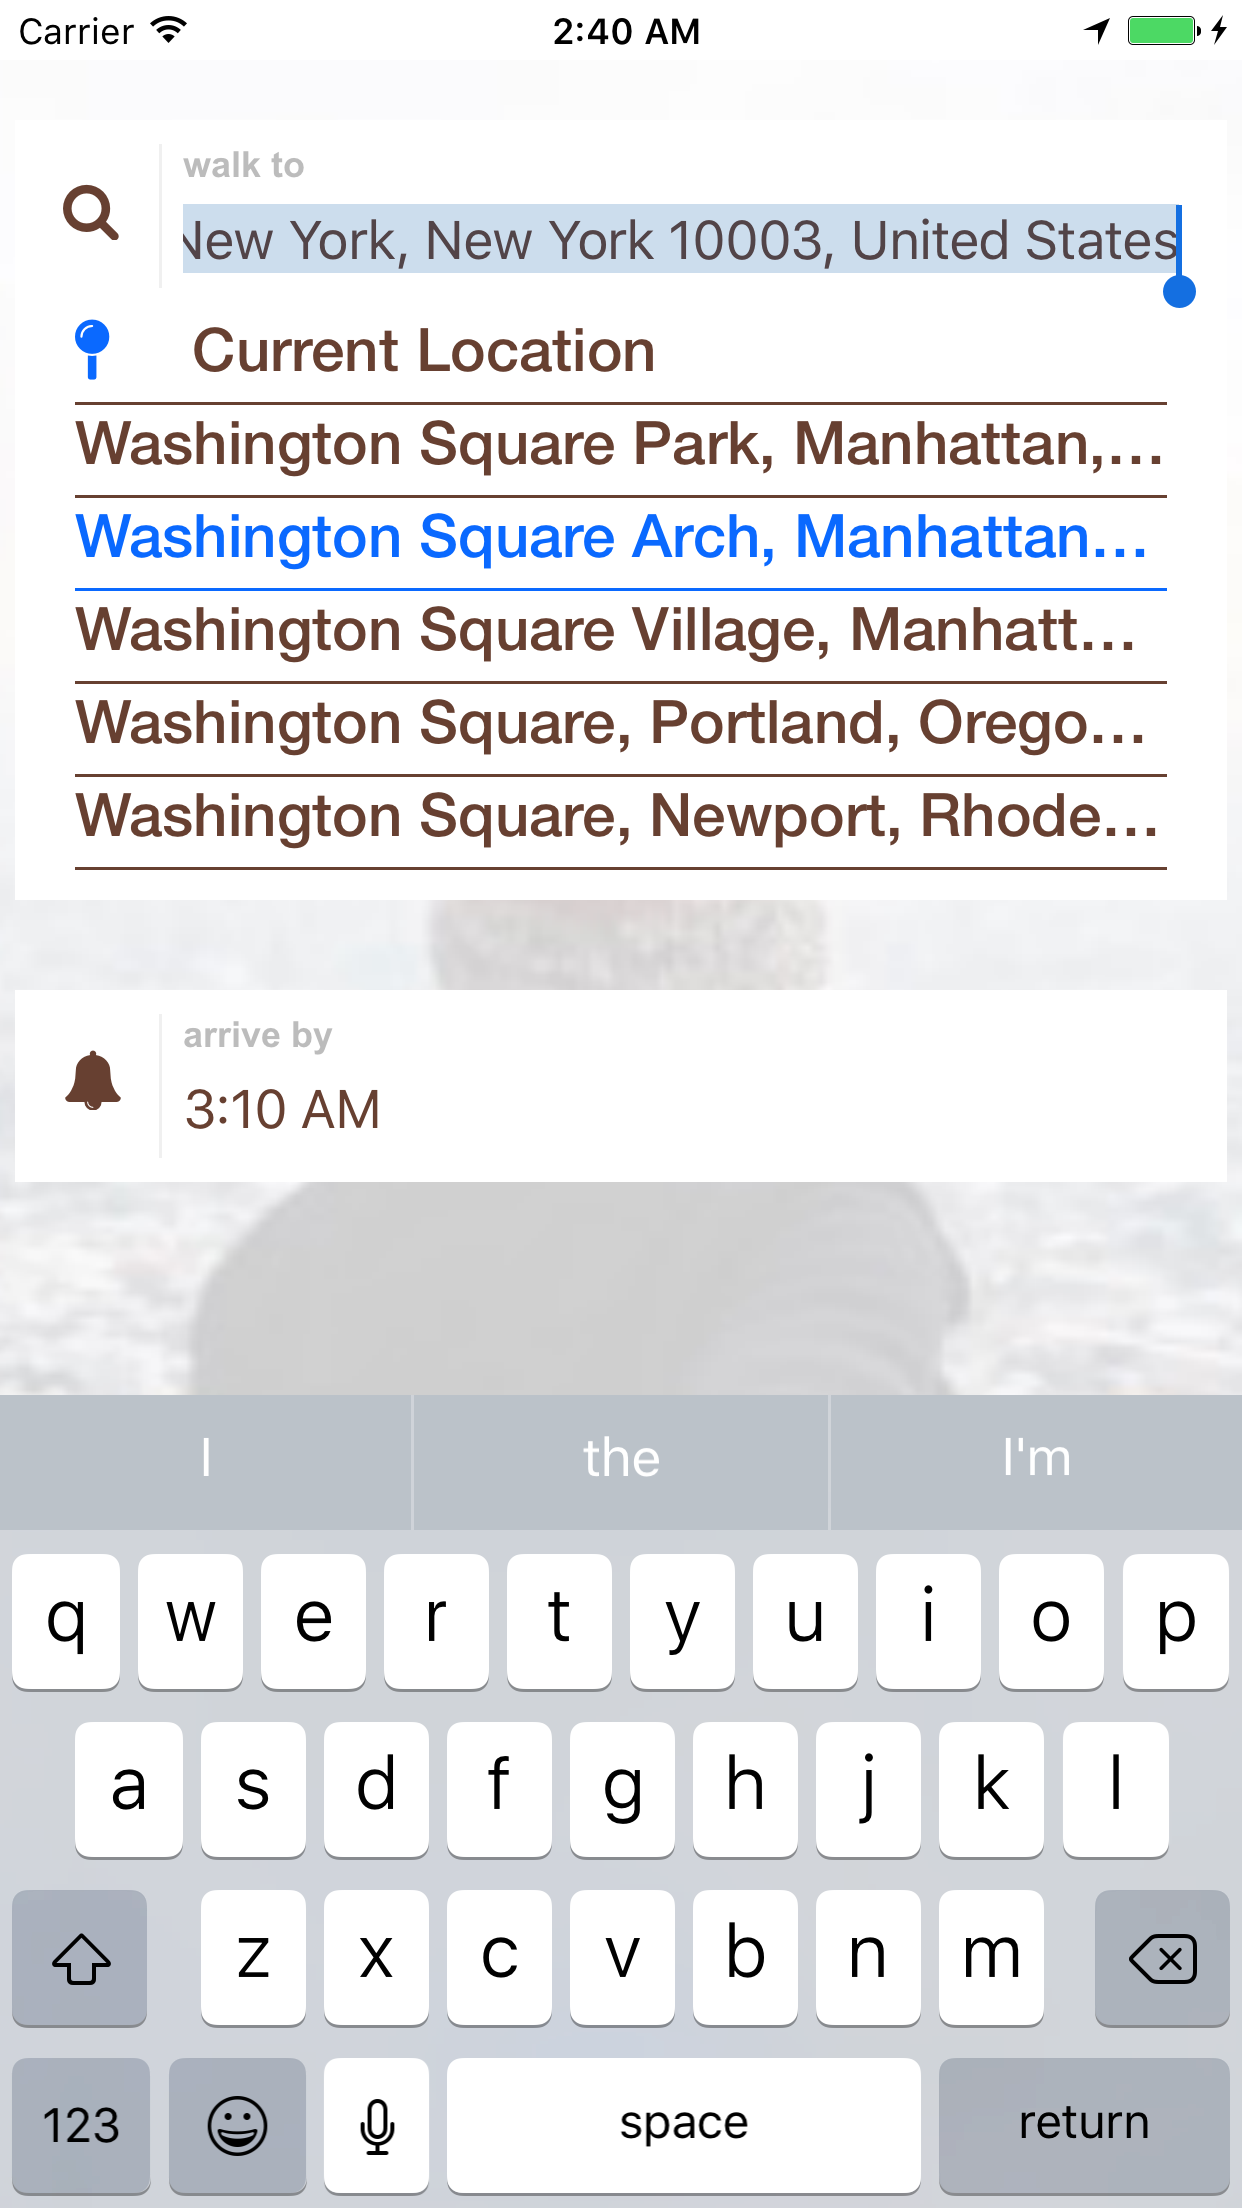 Carrier 2:40 AM
walk to
New York, New York 10003, United States
Current Location
Washington Square Park, Manhattan,...
Washington Square Arch, Manhattan...
Washington Square Village, Manhatt...
Washington Square, Portland, Orego...
Washington Square, Newport, Rhode...
arrive by
3:10 AM
I the I'm
q w e r t y u i o p
a s d f g h j k l
z x c v b n m
123 space return